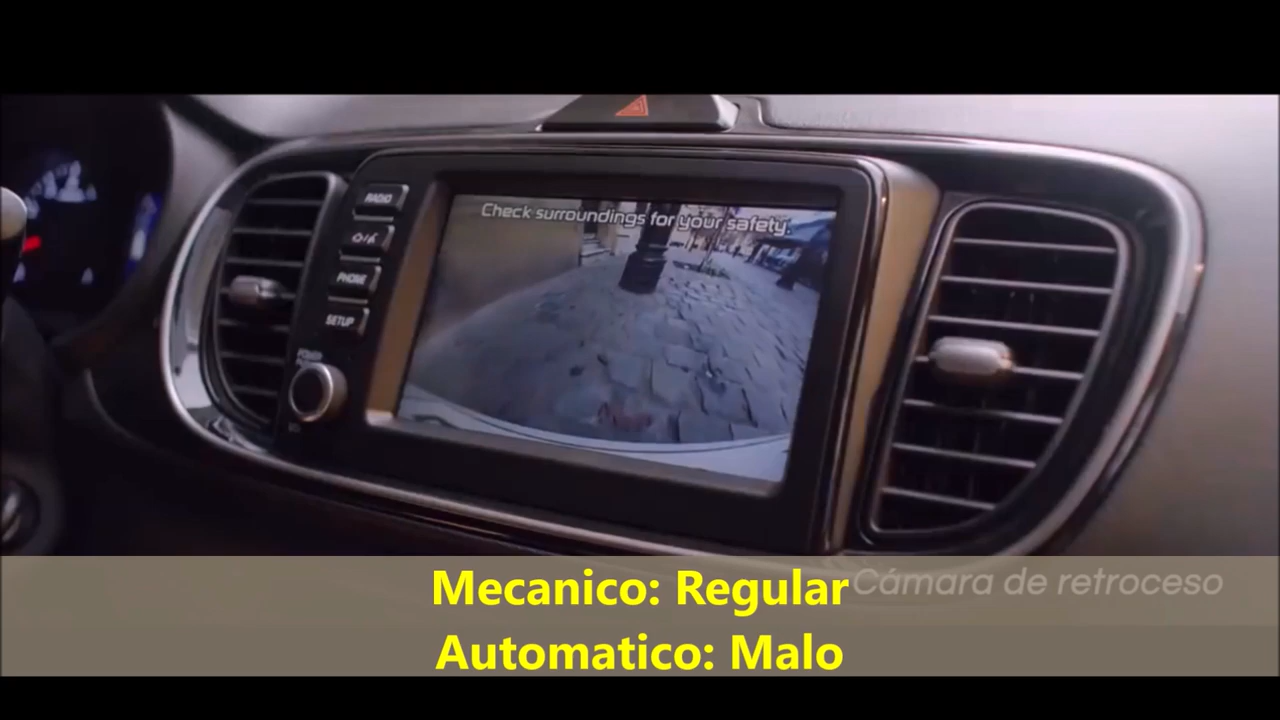 Check surroundings for your safety.
RADIO
PHONE
SETUP
Mecanico: Regular
Cámara de retroceso
Automatico: Malo